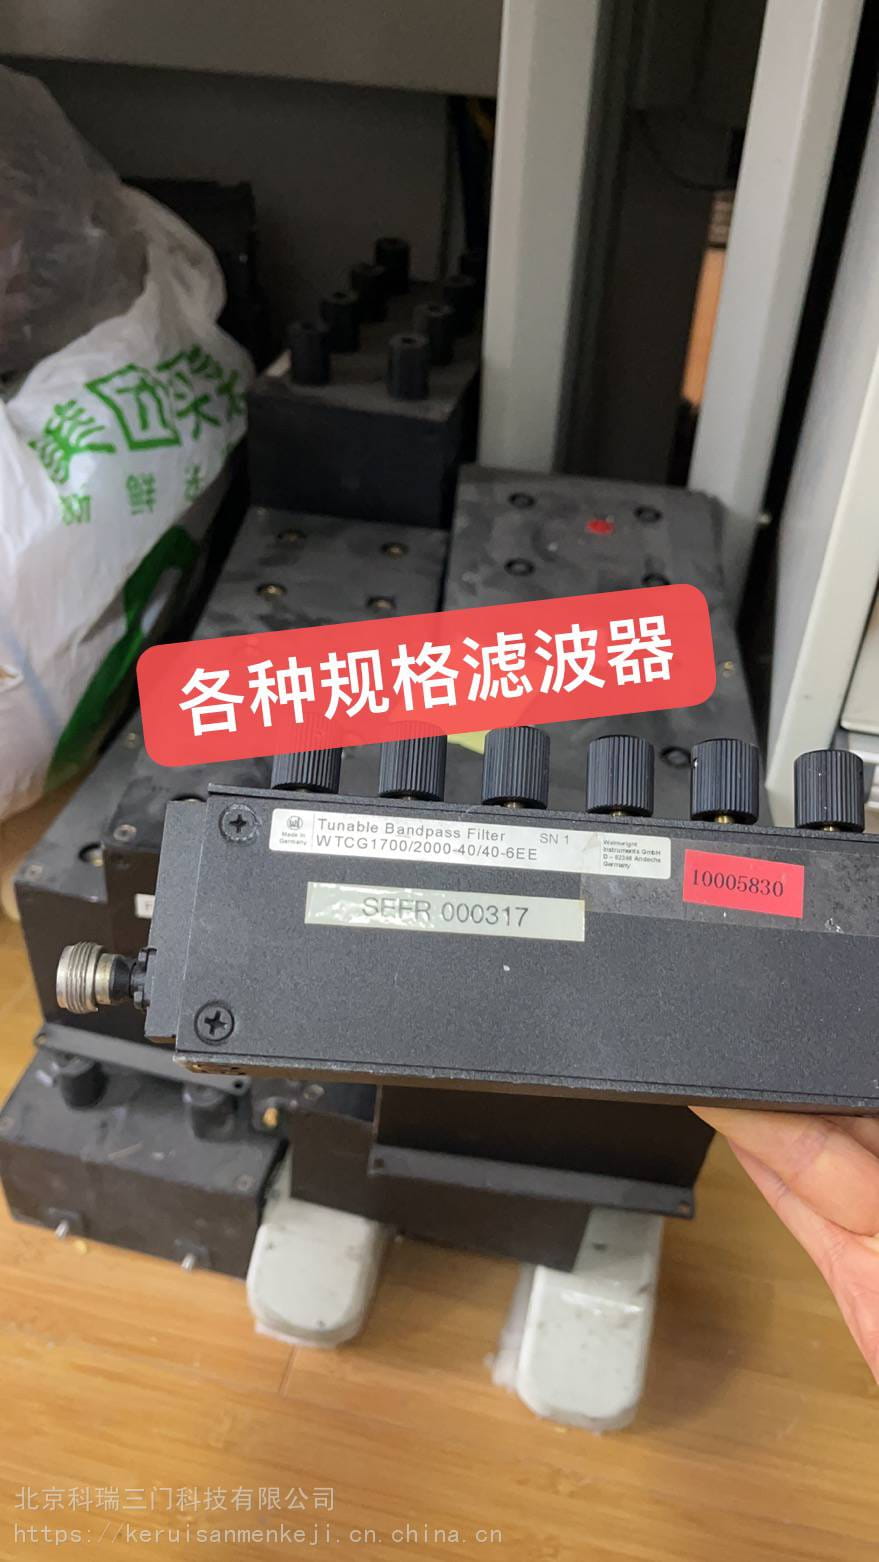 各种规格滤波器
Made in
Germany
Tunable Bandpass Filter
SN 1
WTCG1700/2000-40/40-6EE
Wainwright
Instruments GmbH
D-82346 Andechs
Germany
10005830
SEFR 000317
北京科瑞三门科技有限公司
https://keruisanmenkeji.cn.china.cn